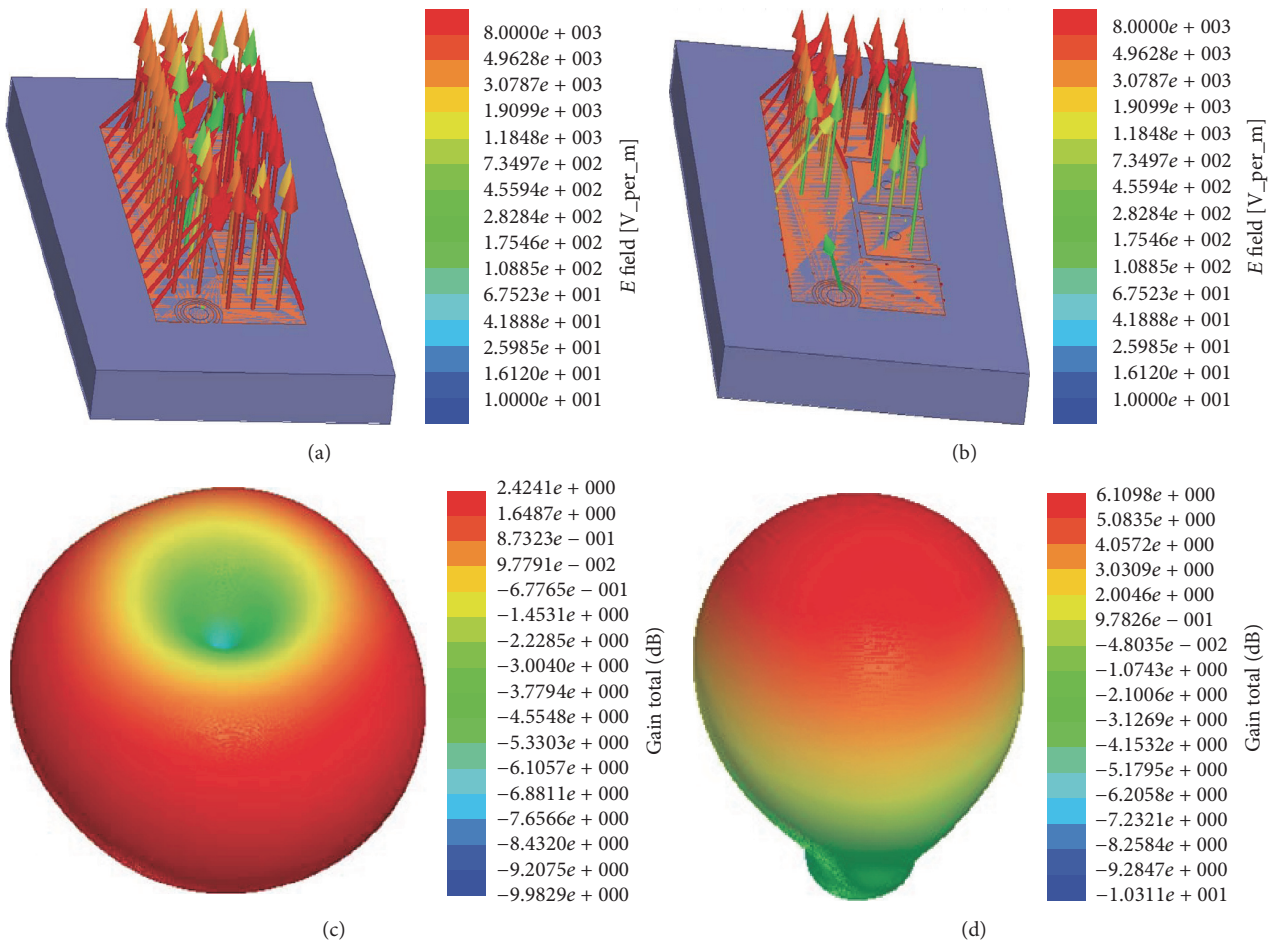 8.0000e + 003
4.9628e + 003
3.0787e + 003
1.9099e + 003
1.1848e + 003
7.3497e + 002
4.5594e + 002
2.8284e + 002
1.7546e + 002
1.0885e + 002
6.7523e + 001
4.1888e + 001
2.5985e + 001
1.6120e + 001
1.0000e + 001
E field [V_per_m]
(a)
8.0000e + 003
4.9628e + 003
3.0787e + 003
1.9099e + 003
1.1848e + 003
7.3497e + 002
4.5594e + 002
2.8284e + 002
1.7546e + 002
1.0885e + 002
6.7523e + 001
4.1888e + 001
2.5985e + 001
1.6120e + 001
1.0000e + 001
E field [V_per_m]
(b)
2.4241e + 000
1.6487e + 000
8.7323e − 001
9.7791e − 002
−6.7765e − 001
−1.4531e + 000
−2.2285e + 000
−3.0040e + 000
−3.7794e + 000
−4.5548e + 000
−5.3303e + 000
−6.1057e + 000
−6.8811e + 000
−7.6566e + 000
−8.4320e + 000
−9.2075e + 000
−9.9829e + 000
Gain total (dB)
(c)
6.1098e + 000
5.0835e + 000
4.0572e + 000
3.0309e + 000
2.0046e + 000
9.7826e − 001
−4.8035e − 002
−1.0743e + 000
−2.1006e + 000
−3.1269e + 000
−4.1532e + 000
−5.1795e + 000
−6.2058e + 000
−7.2321e + 000
−8.2584e + 000
−9.2847e + 000
−1.0311e + 001
Gain total (dB)
(d)